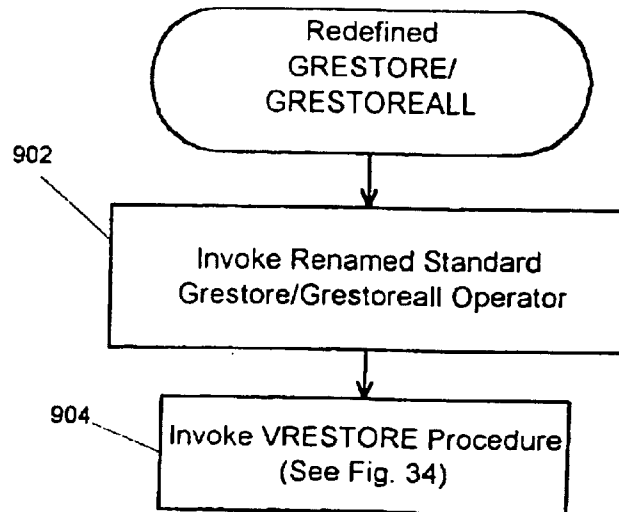 Redefined
GRESTORE/
GRESTOREALL
902
Invoke Renamed Standard
Grestore/Grestoreall Operator
904
Invoke VRESTORE Procedure
(See Fig. 34)